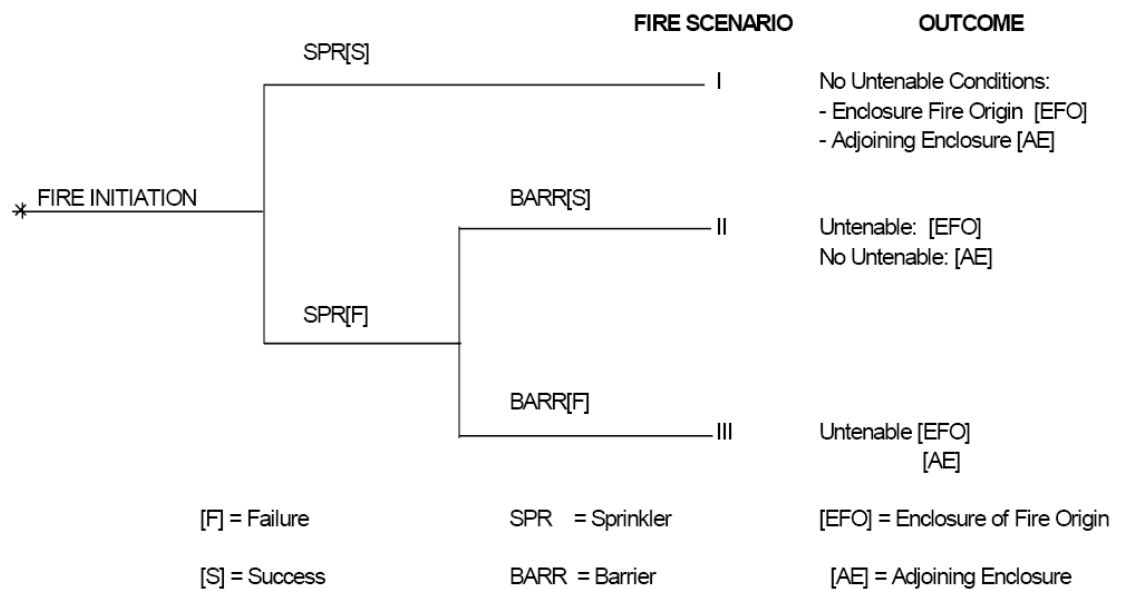 FIRE SCENARIO OUTCOME
SPR[S]
I No Untenable Conditions:
- Enclosure Fire Origin [EFO]
- Adjoining Enclosure [AE]
FIRE INITIATION
BARR[S]
II Untenable: [EFO]
No Untenable: [AE]
SPR[F]
BARR[F]
III Untenable [EFO]
[AE]
[F] = Failure SPR = Sprinkler [EFO] = Enclosure of Fire Origin
[S] = Success BARR = Barrier [AE] = Adjoining Enclosure